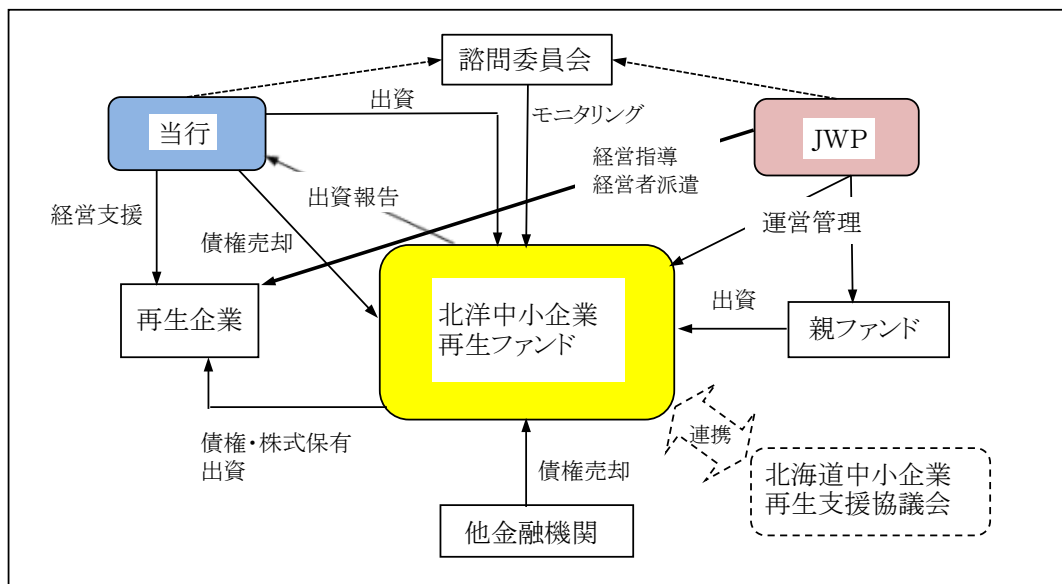 諮問委員会
出資
当行
モニタリング
JWP
経営指導
経営者派遣
出資報告
経営支援
債権売却
運営管理
再生企業
北洋中小企業
再生ファンド
出資
親ファンド
債権・株式保有
出資
連携
債権売却
北海道中小企業
再生支援協議会
他金融機関